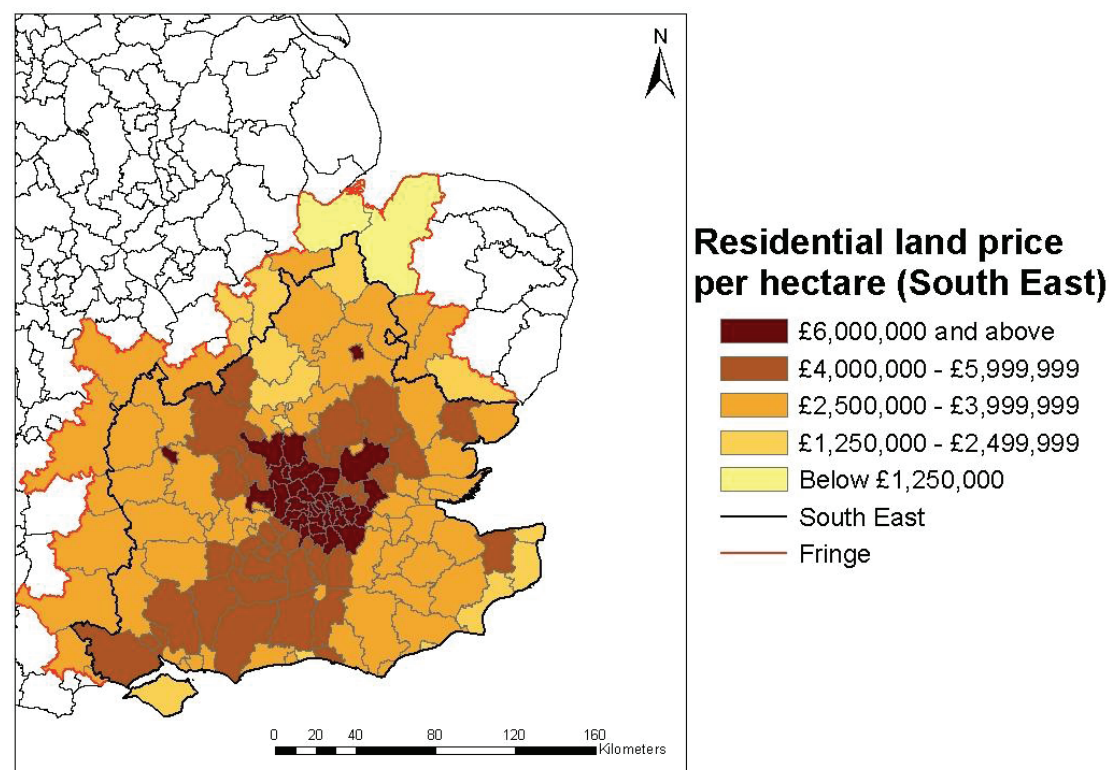 N
0 20 40 80 120 160
Kilometers
Residential land price
per hectare (South East)
£6,000,000 and above
£4,000,000 - £5,999,999
£2,500,000 - £3,999,999
£1,250,000 - £2,499,999
Below £1,250,000
South East
Fringe